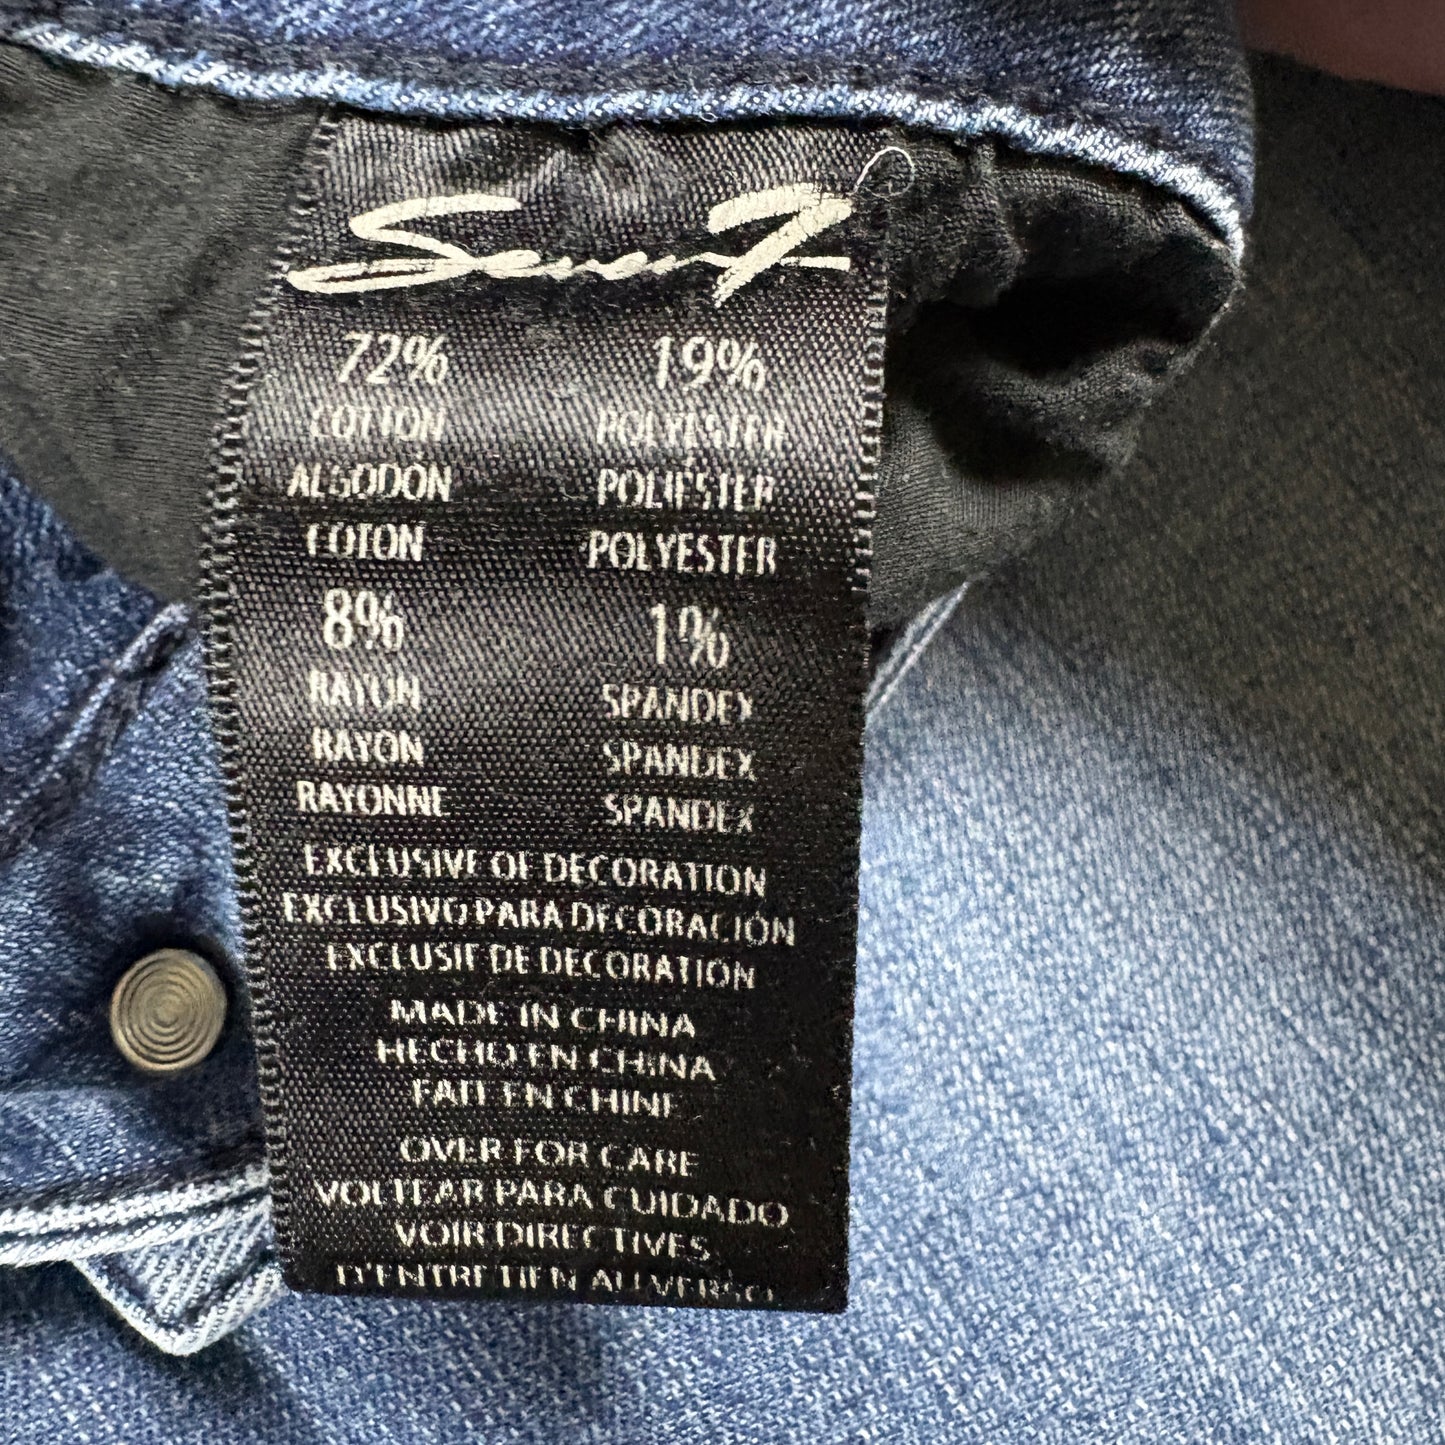 Seven7
72% 19%
COTTON POLYESTER
ALGODÓN POLIÉSTER
COTON POLYESTER
8% 1%
RAYON SPANDEX
RAYON SPANDEX
RAYONNE SPANDEX
EXCLUSIVE OF DECORATION
EXCLUSIVO PARA DECORACIÓN
EXCLUSIF DE DECORATION
MADE IN CHINA
HECHO EN CHINA
FAIT EN CHINE
OVER FOR CARE
VOLTEAR PARA CUIDADO
VOIR DIRECTIVES
D'ENTRETIEN AU VERSO